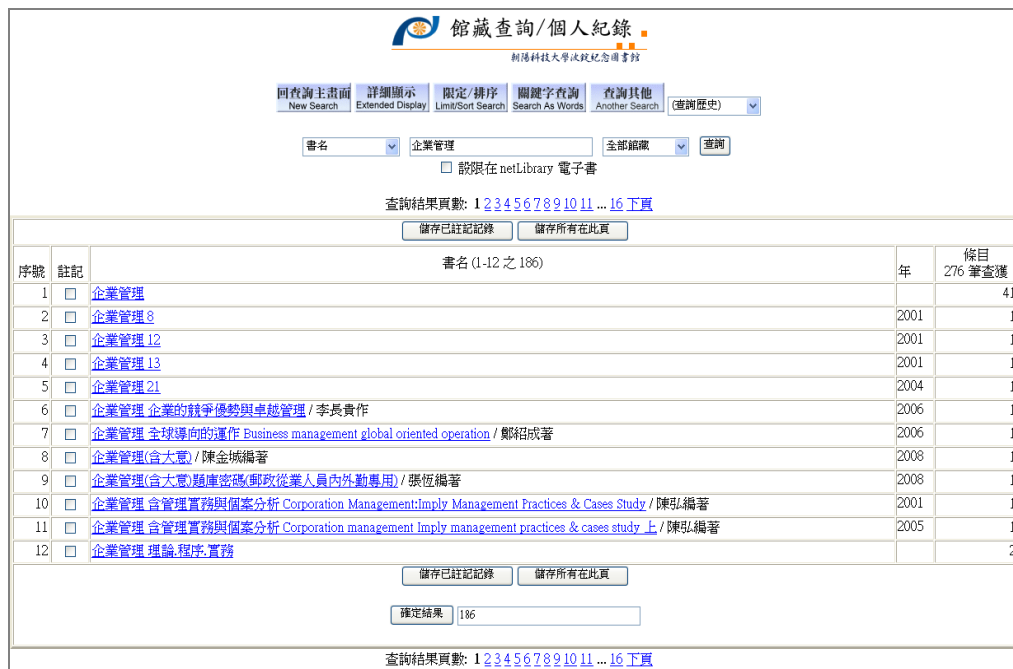 館藏查詢/個人紀錄
朝陽科技大學波錠紀念圖書館
回查詢主畫面 詳細顯示 限定/排序 關鍵字查詢 查詢其他
New Search Extended Display Limit/Sort Search Search As Words Another Search (查詢歷史)
書名 企業管理 全部館藏 查詢
設限在 netLibrary 電子書
查詢結果頁數: 1 2 3 4 5 6 7 8 9 10 11 ... 16 下頁
儲存已註記記錄 儲存所有在此頁
序號 註記 書名 (1-12 之 186) 年 條目 276 筆查獲
1 企業管理 41
2 企業管理 8 2001 1
3 企業管理 12 2001 1
4 企業管理 13 2001 1
5 企業管理 21 2004 1
6 企業管理 企業的競爭優勢與卓越管理 / 李長貴作 2006 1
7 企業管理 全球導向的運作 Business management global oriented operation / 鄭紹成著 2006 1
8 企業管理(含大意) / 陳金城編著 2008 1
9 企業管理(含大意)題庫密碼(郵政從業人員內外勤專用) / 張恆編著 2008 1
10 企業管理 含管理實務與個案分析 Corporation Management:Imply Management Practices & Cases Study / 陳弘編著 2001 1
11 企業管理 含管理實務與個案分析 Corporation management Imply management practices & cases study 上 / 陳弘編著 2005 1
12 企業管理 理論.程序.實務 2
儲存已註記記錄 儲存所有在此頁
確定結果 186
查詢結果頁數: 1 2 3 4 5 6 7 8 9 10 11 ... 16 下頁